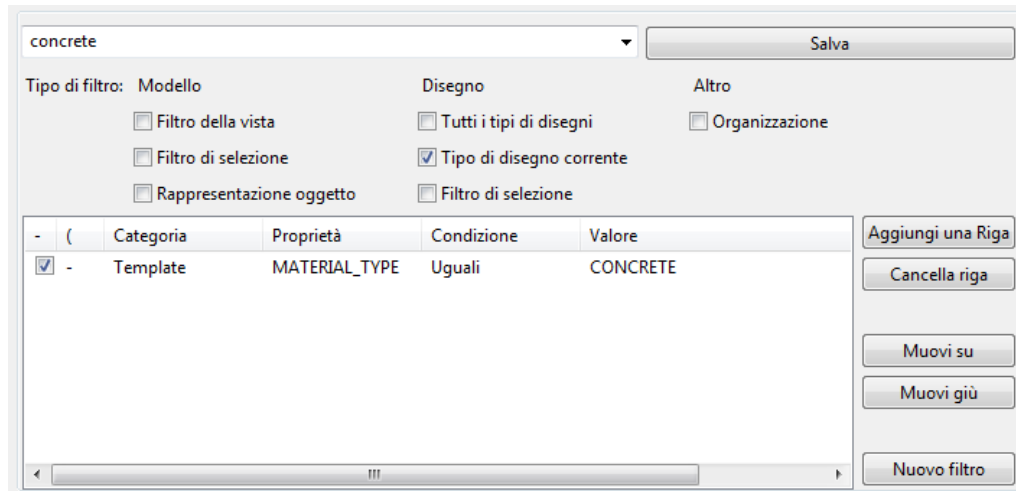 concrete Salva
Tipo di filtro: Modello Disegno Altro
Filtro della vista Tutti i tipi di disegni Organizzazione
Filtro di selezione Tipo di disegno corrente
Rappresentazione oggetto Filtro di selezione
- ( Categoria Proprietà Condizione Valore Aggiungi una Riga
- Template MATERIAL_TYPE Uguali CONCRETE Cancella riga
Muovi su
Muovi giù
Nuovo filtro